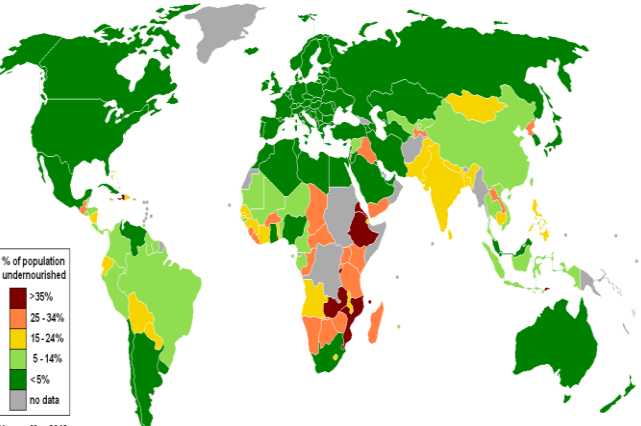 % of population
undernourished
>35%
25 - 34%
15 - 24%
5 - 14%
<5%
no data